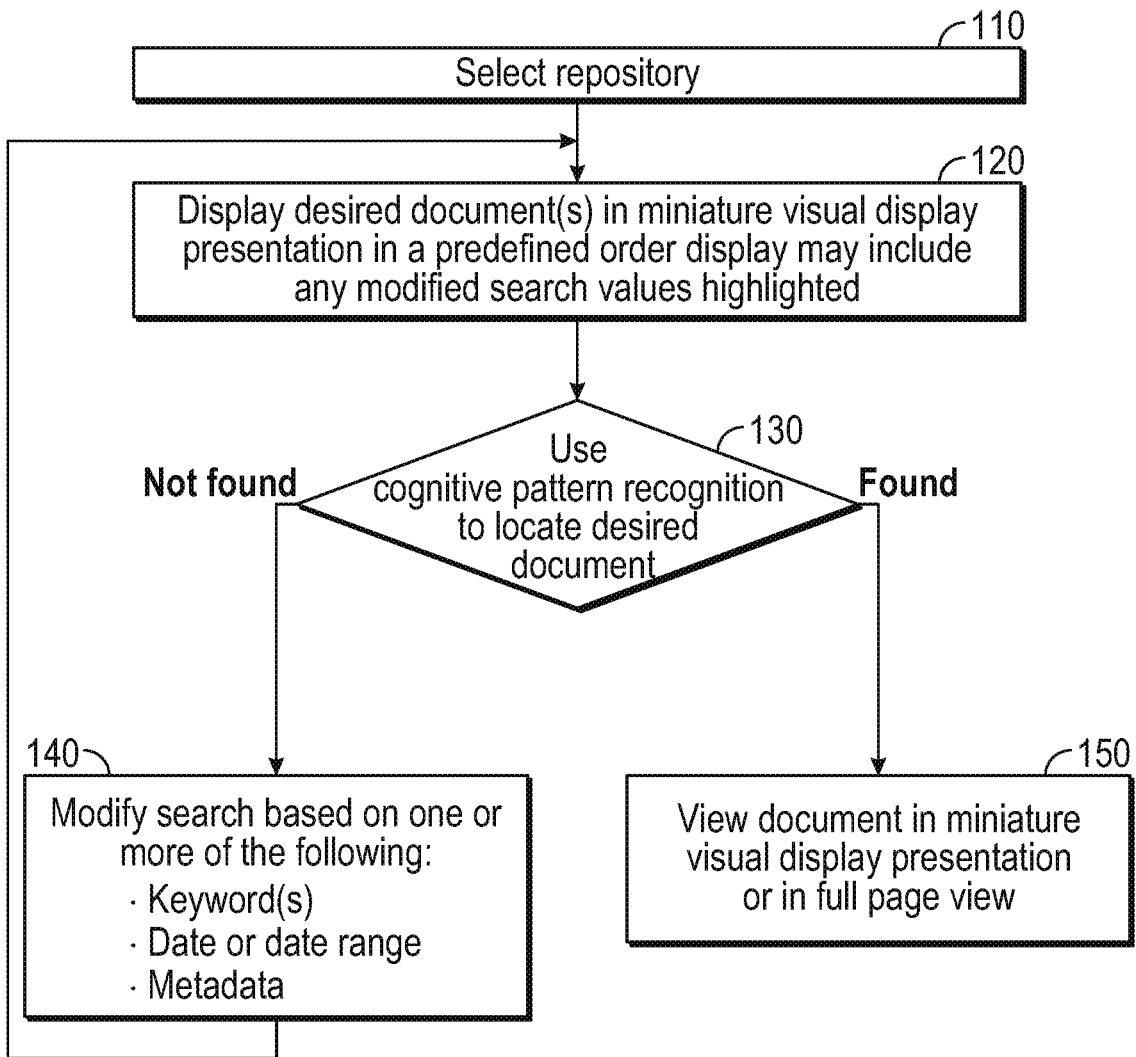 110
Select repository
120
Display desired document(s) in miniature visual display
presentation in a predefined order display may include
any modified search values highlighted
130
Use
cognitive pattern recognition
to locate desired
document
Not found
Found
140
Modify search based on one or
more of the following:
· Keyword(s)
· Date or date range
· Metadata
150
View document in miniature
visual display presentation
or in full page view